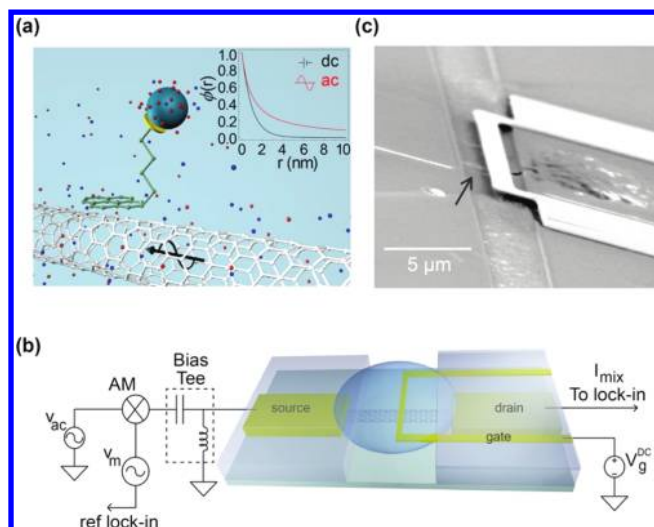 (a)
1.0
0.8
0.6
0.4
0.2
0.0
ϕ(r)
dc
ac
0 2 4 6 8 10
r (nm)
(c)
5 μm
(b)
Bias
Tee
AM
v_ac
v_m
ref lock-in
source
drain
gate
I_mix
To lock-in
V_g^DC